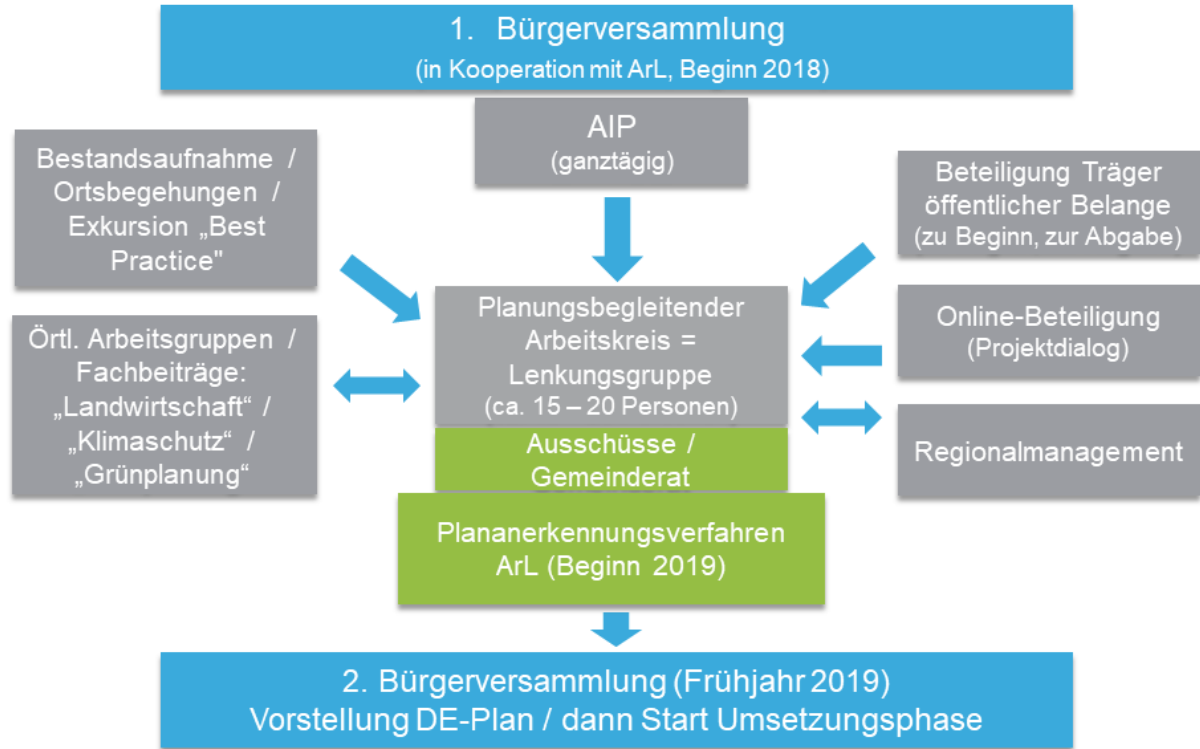 1. Bürgerversammlung
(in Kooperation mit ArL, Beginn 2018)
AIP
(ganztägig)
Bestandsaufnahme /
Ortsbegehungen /
Exkursion „Best
Practice"
Beteiligung Träger
öffentlicher Belange
(zu Beginn, zur Abgabe)
Örtl. Arbeitsgruppen /
Fachbeiträge:
„Landwirtschaft“ /
„Klimaschutz“ /
„Grünplanung“
Planungsbegleitender
Arbeitskreis =
Lenkungsgruppe
(ca. 15 – 20 Personen)
Online-Beteiligung
(Projektdialog)
Regionalmanagement
Ausschüsse /
Gemeinderat
Plananerkennungsverfahren
ArL (Beginn 2019)
2. Bürgerversammlung (Frühjahr 2019)
Vorstellung DE-Plan / dann Start Umsetzungsphase